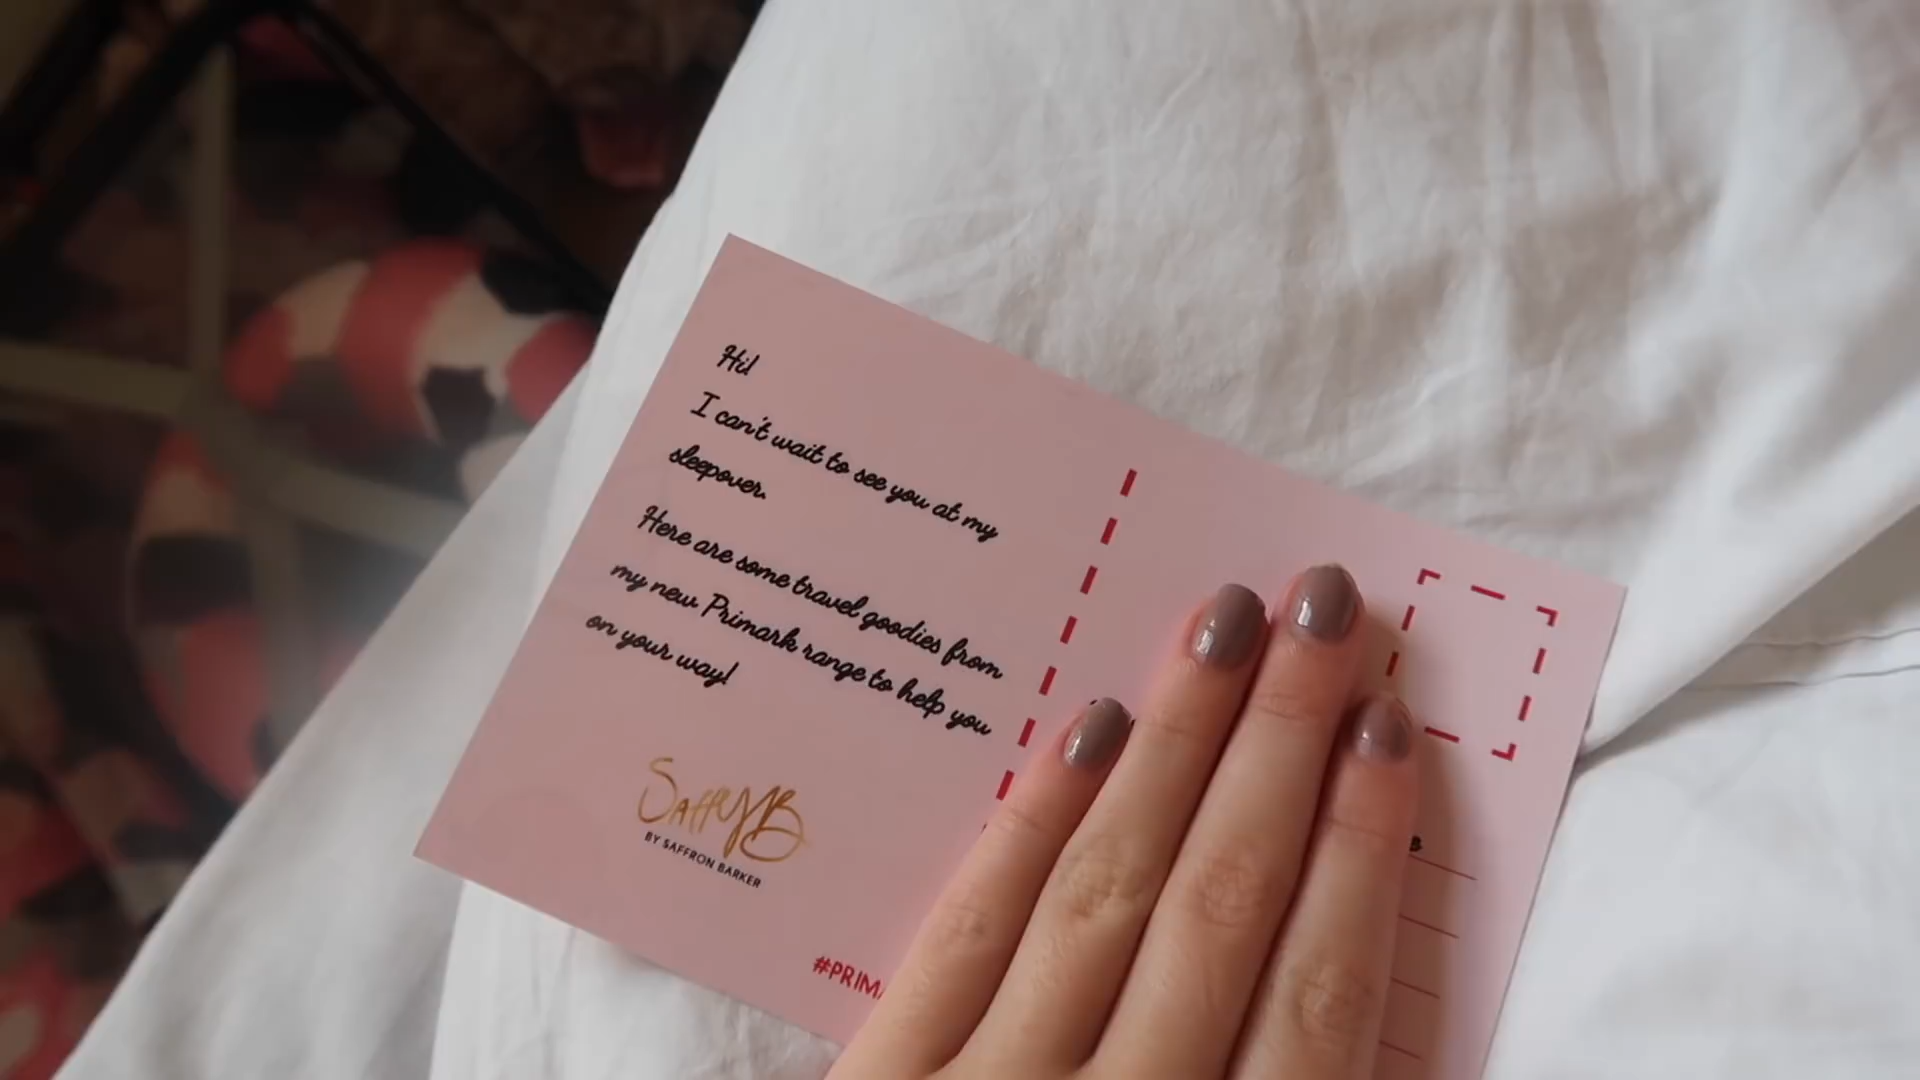 Hi!
I can't wait to see you at my
sleepover.
Here are some travel goodies from
my new Primark range to help you
on your way!
SAFFYB
BY SAFFRON BARKER